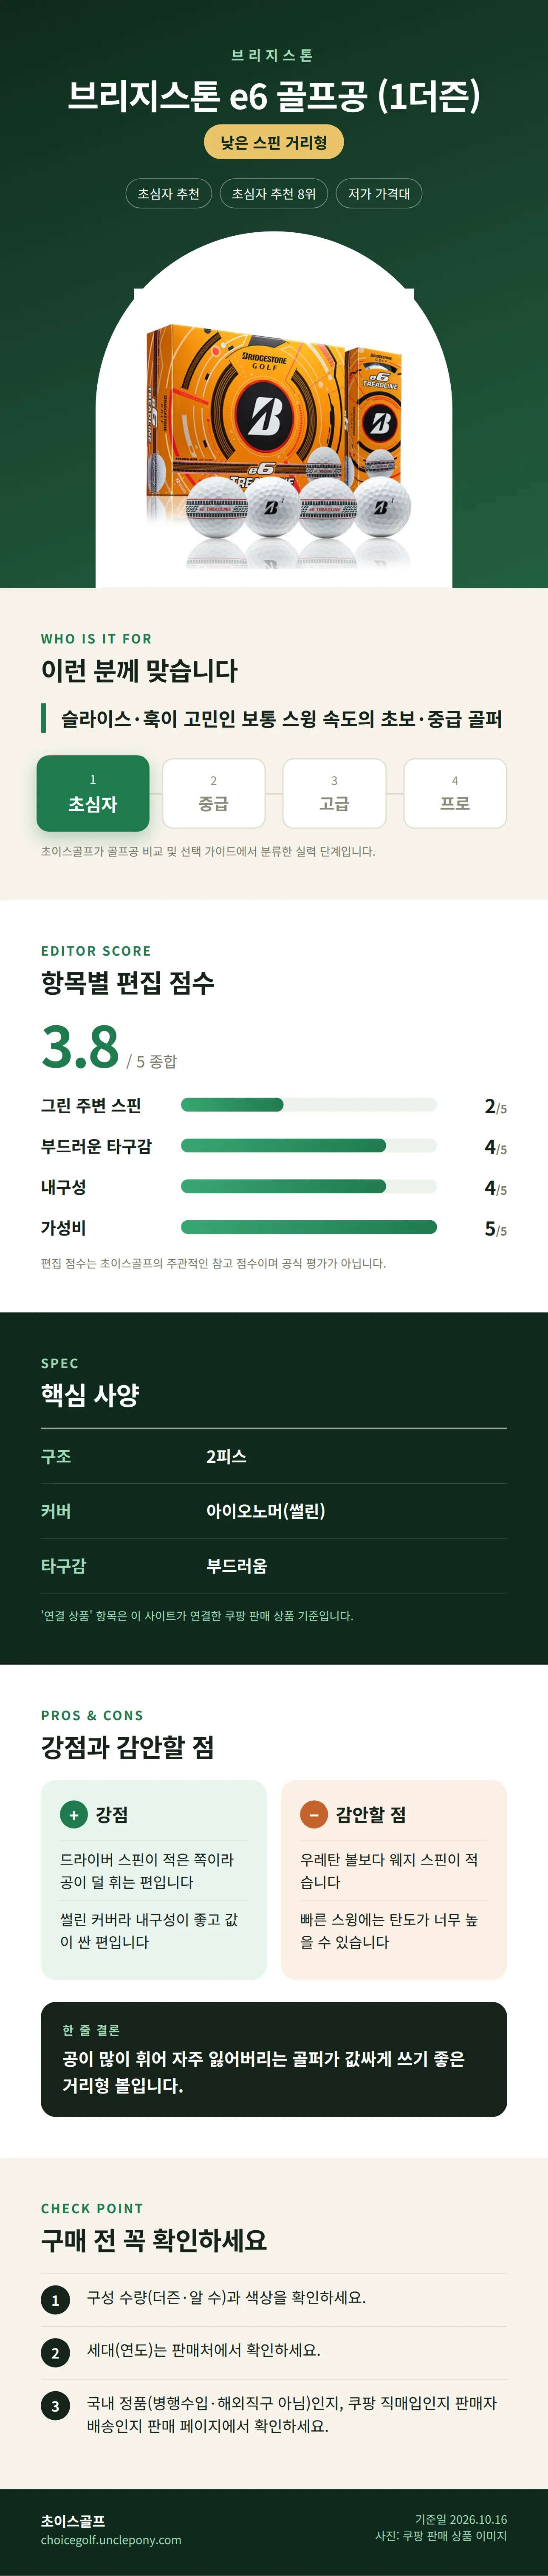 브리지스톤
브리지스톤 e6 골프공 (1더즌)
낮은 스핀 거리형
초심자 추천
초심자 추천 8위
저가 가격대
BRIDGESTONE
GOLF
B
e6
e6
TREADLINE
B
WHO IS IT FOR
이런 분께 맞습니다
슬라이스·훅이 고민인 보통 스윙 속도의 초보·중급 골퍼
1
초심자
2
중급
3
고급
4
프로
초이스골프가 골프공 비교 및 선택 가이드에서 분류한 실력 단계입니다.
EDITOR SCORE
항목별 편집 점수
3.8 / 5 종합
그린 주변 스핀 2/5
부드러운 타구감 4/5
내구성 4/5
가성비 5/5
편집 점수는 초이스골프의 주관적인 참고 점수이며 공식 평가가 아닙니다.
SPEC
핵심 사양
구조 2피스
커버 아이오노머(썰린)
타구감 부드러움
'연결 상품' 항목은 이 사이트가 연결한 쿠팡 판매 상품 기준입니다.
PROS & CONS
강점과 감안할 점
+ 강점
드라이버 스핀이 적은 쪽이라
공이 덜 휘는 편입니다
썰린 커버라 내구성이 좋고 값
이 싼 편입니다
− 감안할 점
우레탄 볼보다 웨지 스핀이 적
습니다
빠른 스윙에는 탄도가 너무 높
을 수 있습니다
한 줄 결론
공이 많이 휘어 자주 잃어버리는 골퍼가 값싸게 쓰기 좋은
거리형 볼입니다.
CHECK POINT
구매 전 꼭 확인하세요
1 구성 수량(더즌·알 수)과 색상을 확인하세요.
2 세대(연도)는 판매처에서 확인하세요.
3 국내 정품(병행수입·해외직구 아님)인지, 쿠팡 직매입인지 판매자
배송인지 판매 페이지에서 확인하세요.
초이스골프
choicegolf.unclepony.com
기준일 2026.10.16
사진: 쿠팡 판매 상품 이미지